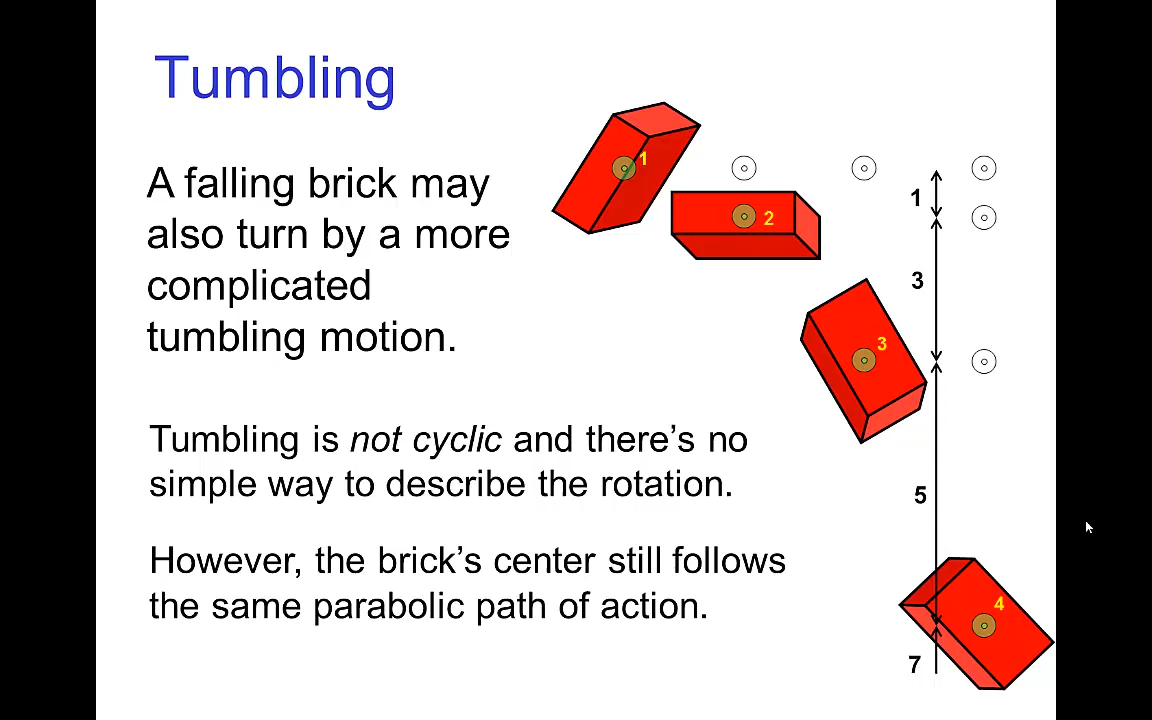 Tumbling
A falling brick may
also turn by a more
complicated
tumbling motion.
Tumbling is not cyclic and there’s no
simple way to describe the rotation.
However, the brick’s center still follows
the same parabolic path of action.
1
2
3
4
1
3
5
7